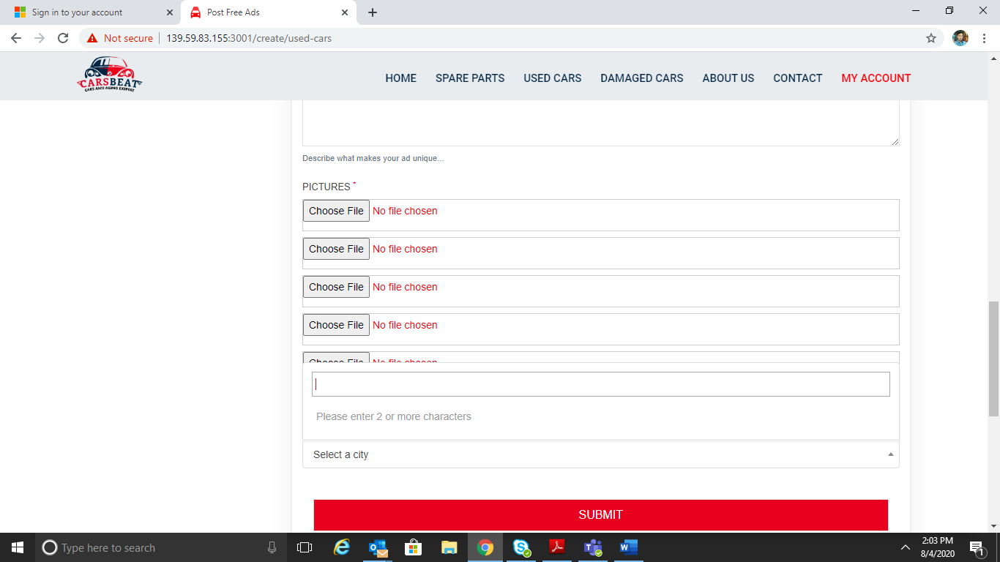 Sign in to your account
Post Free Ads
Not secure
139.59.83.155:3001/create/used-cars
CARSBEAT
CARS ANTI AGING EXEPERT
HOME SPARE PARTS USED CARS DAMAGED CARS ABOUT US CONTACT MY ACCOUNT
Describe what makes your ad unique...
PICTURES *
Choose File No file chosen
Choose File No file chosen
Choose File No file chosen
Choose File No file chosen
Choose File No file chosen
Please enter 2 or more characters
Select a city
SUBMIT
Type here to search
2:03 PM
8/4/2020
1